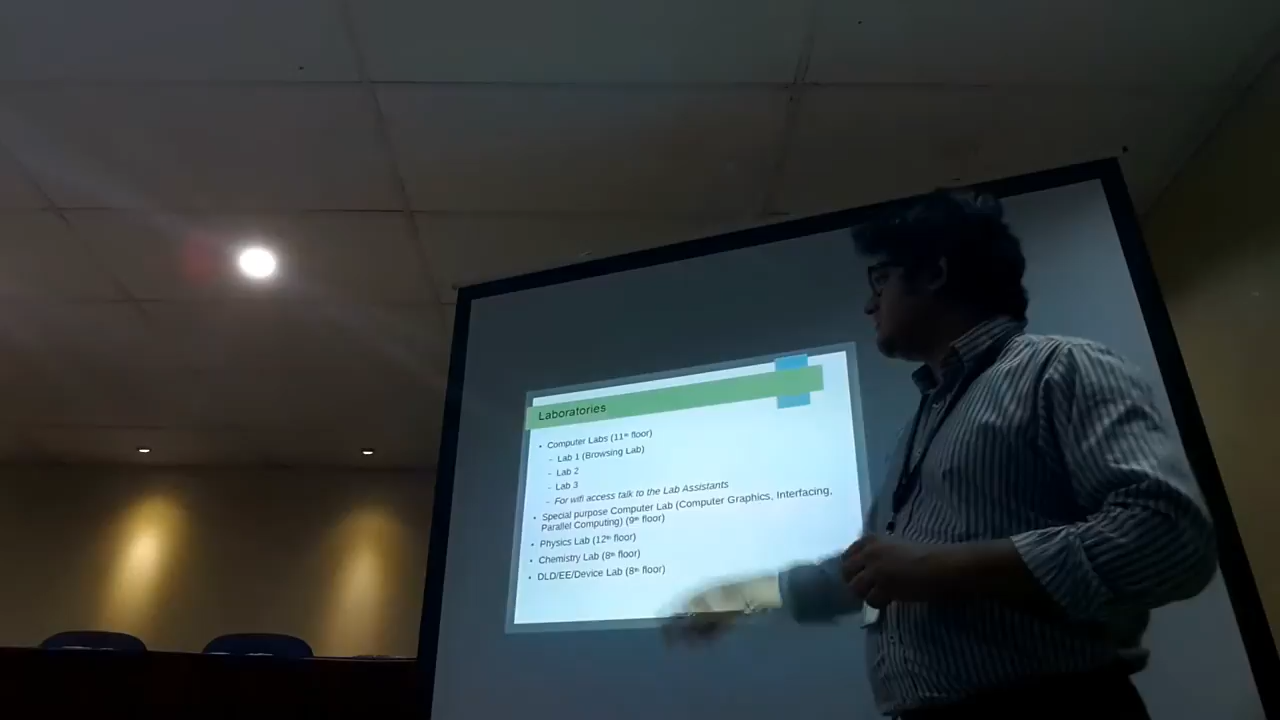 Laboratories
• Computer Labs (11th floor)
– Lab 1 (Browsing Lab)
– Lab 2
– Lab 3
– For wifi access talk to the Lab Assistants
• Special purpose Computer Lab (Computer Graphics, Interfacing,
Parallel Computing) (9th floor)
• Physics Lab (12th floor)
• Chemistry Lab (8th floor)
• DLD/EE/Device Lab (8th floor)